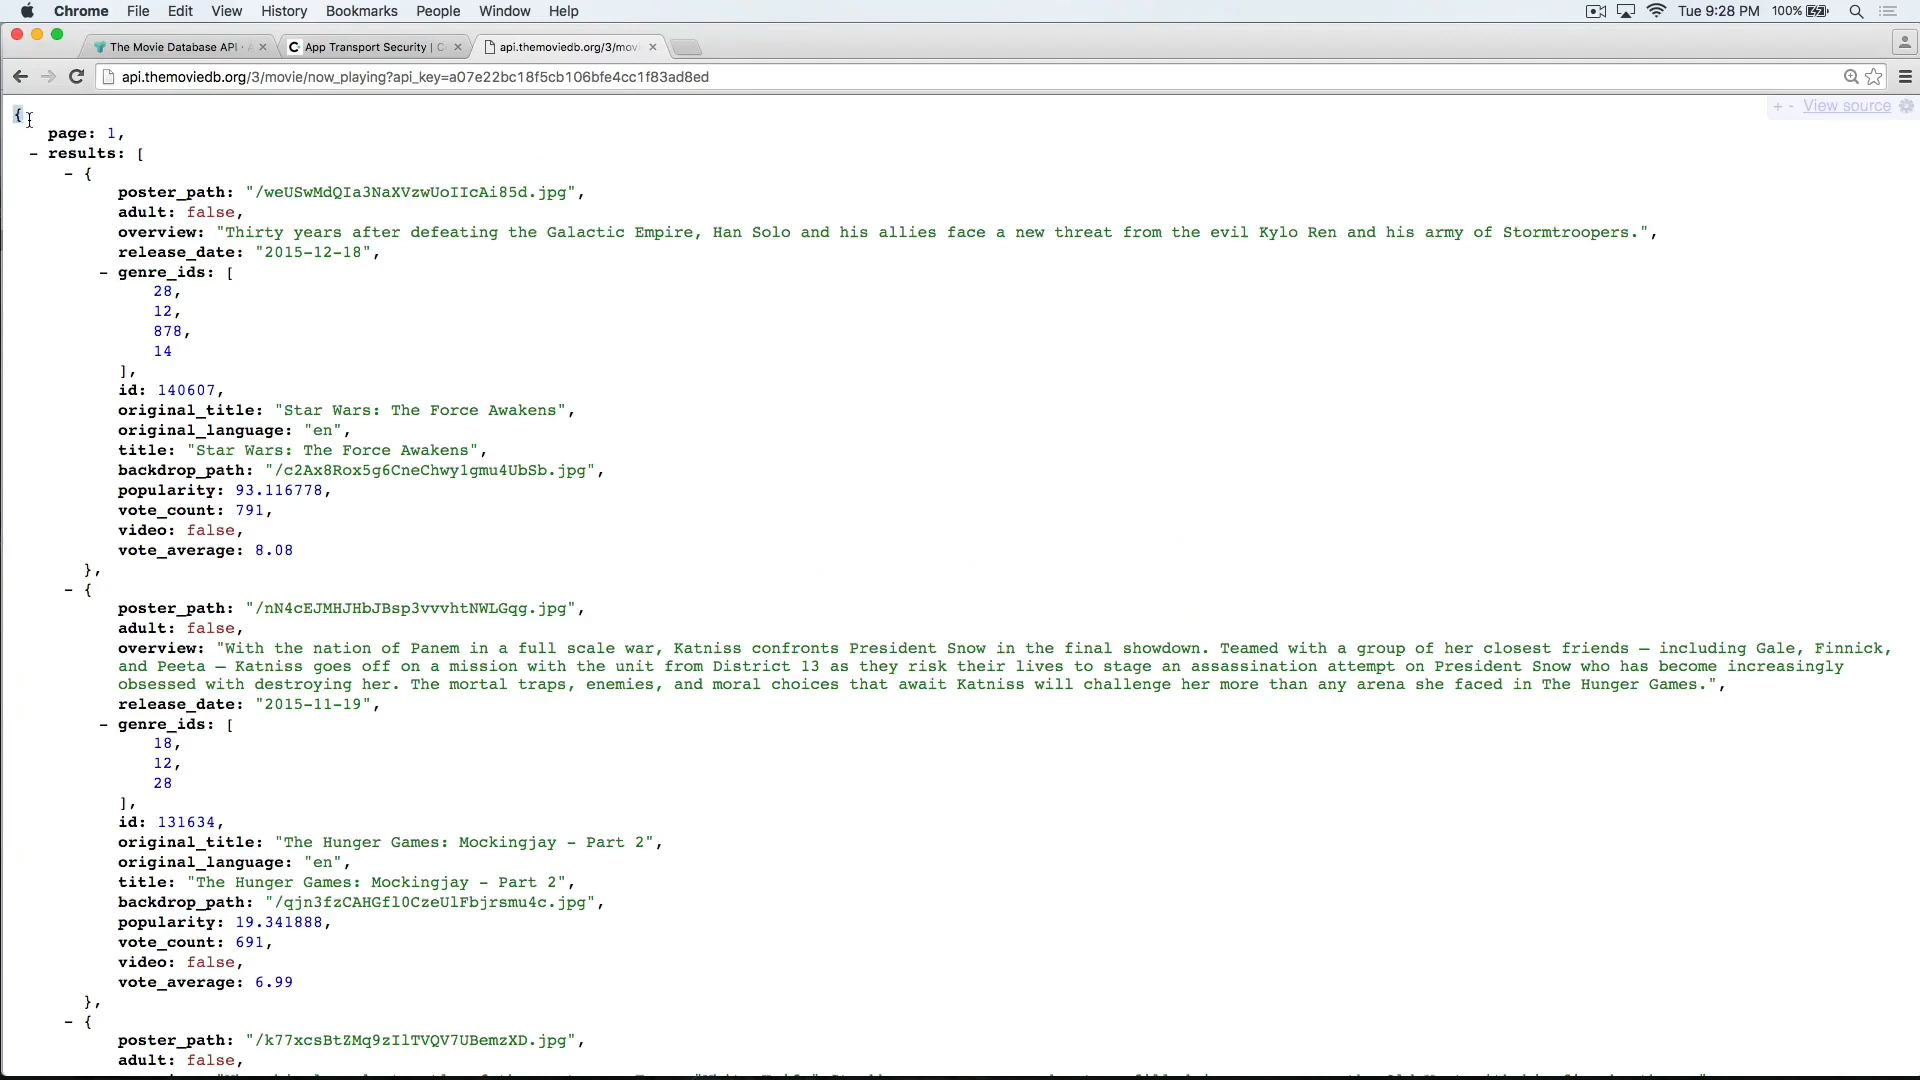 Chrome File Edit View History Bookmarks People Window Help Tue 9:28 PM 100%
The Movie Database API · App Transport Security | C api.themoviedb.org/3/mov
api.themoviedb.org/3/movie/now_playing?api_key=a07e22bc18f5cb106bfe4cc1f83ad8ed
+ - View source
{
page: 1,
- results: [
- {
poster_path: "/weUSwMdQIa3NaXVzwUoIIcAi85d.jpg",
adult: false,
overview: "Thirty years after defeating the Galactic Empire, Han Solo and his allies face a new threat from the evil Kylo Ren and his army of Stormtroopers.",
release_date: "2015-12-18",
- genre_ids: [
28,
12,
878,
14
],
id: 140607,
original_title: "Star Wars: The Force Awakens",
original_language: "en",
title: "Star Wars: The Force Awakens",
backdrop_path: "/c2Ax8Rox5g6CneChwy1gmu4UbSb.jpg",
popularity: 93.116778,
vote_count: 791,
video: false,
vote_average: 8.08
},
- {
poster_path: "/nN4cEJMHJHbJBsp3vvvhtNWLGqg.jpg",
adult: false,
overview: "With the nation of Panem in a full scale war, Katniss confronts President Snow in the final showdown. Teamed with a group of her closest friends – including Gale, Finnick,
and Peeta – Katniss goes off on a mission with the unit from District 13 as they risk their lives to stage an assassination attempt on President Snow who has become increasingly
obsessed with destroying her. The mortal traps, enemies, and moral choices that await Katniss will challenge her more than any arena she faced in The Hunger Games.",
release_date: "2015-11-19",
- genre_ids: [
18,
12,
28
],
id: 131634,
original_title: "The Hunger Games: Mockingjay - Part 2",
original_language: "en",
title: "The Hunger Games: Mockingjay - Part 2",
backdrop_path: "/qjn3fzCAHGfl0CzeUlFbjrsmu4c.jpg",
popularity: 19.341888,
vote_count: 691,
video: false,
vote_average: 6.99
},
- {
poster_path: "/k77xcsBtZMq9zIlTVQV7UBemzXD.jpg",
adult: false,